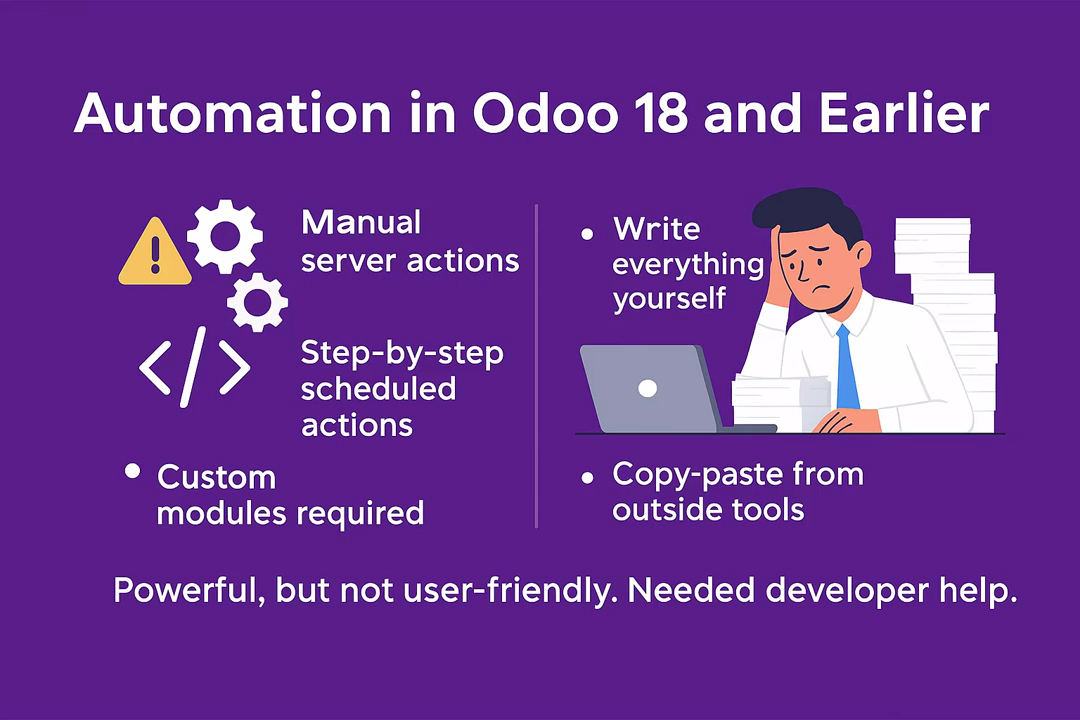 Automation in Odoo 18 and Earlier
Manual
server actions
</>
Step-by-step
scheduled
actions
• Custom
modules required
• Write
everything
yourself
• Copy-paste from
outside tools
Powerful, but not user-friendly. Needed developer help.